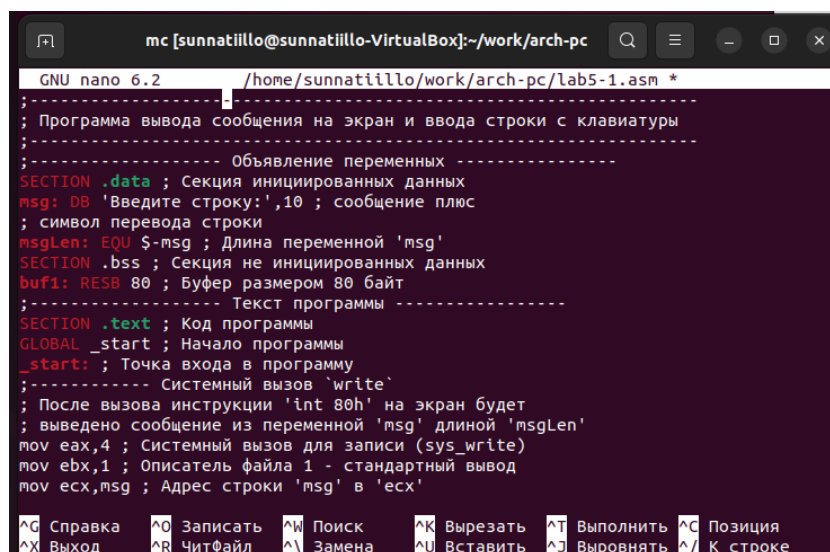 mc [sunnatiillo@sunnatiillo-VirtualBox]:~/work/arch-pc
GNU nano 6.2 /home/sunnatiillo/work/arch-pc/lab5-1.asm *
;------------------------------------------------------------------
; Программа вывода сообщения на экран и ввода строки с клавиатуры
;------------------------------------------------------------------
;------------------- Объявление переменных ----------------
SECTION .data ; Секция инициированных данных
msg: DB 'Введите строку:',10 ; сообщение плюс
; символ перевода строки
msgLen: EQU $-msg ; Длина переменной 'msg'
SECTION .bss ; Секция не инициированных данных
buf1: RESB 80 ; Буфер размером 80 байт
;------------------- Текст программы -----------------
SECTION .text ; Код программы
GLOBAL _start ; Начало программы
_start: ; Точка входа в программу
;------------ Системный вызов `write`
; После вызова инструкции 'int 80h' на экран будет
; выведено сообщение из переменной 'msg' длиной 'msgLen'
mov eax,4 ; Системный вызов для записи (sys_write)
mov ebx,1 ; Описатель файла 1 - стандартный вывод
mov ecx,msg ; Адрес строки 'msg' в 'ecx'
^G Справка ^O Записать ^W Поиск ^K Вырезать ^T Выполнить ^C Позиция
^X Выход ^R ЧитФайл ^\ Замена ^U Вставить ^J Выровнять ^/ К строке